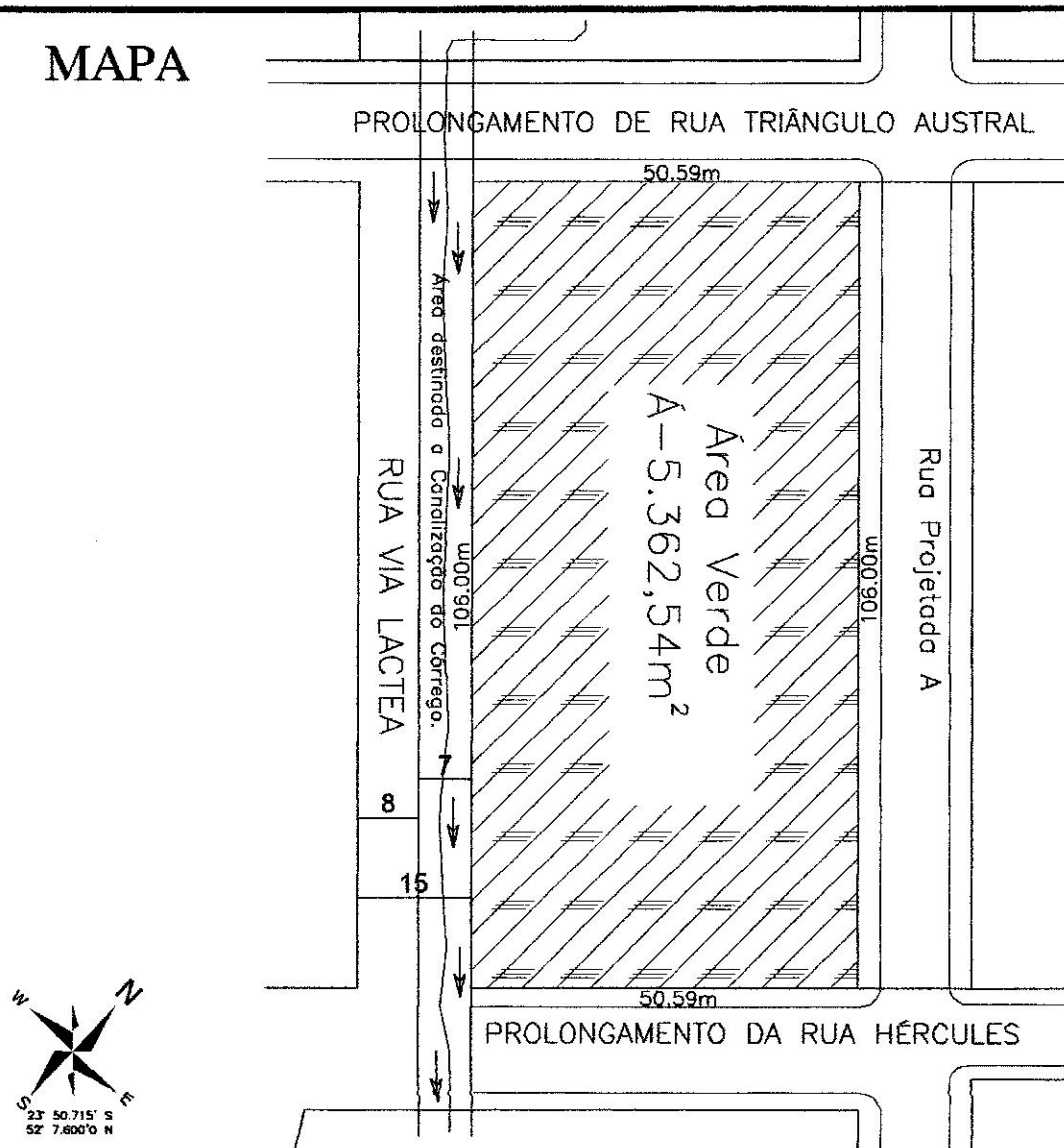 MAPA
PROLONGAMENTO DE RUA TRIÂNGULO AUSTRAL
50.59m
Área destinada a Canalização do Córrego.
RUA VIA LACTEA
106.00m
Área Verde
A-5.362,54m²
106.00m
Rua Projetada A
7
8
15
50.59m
PROLONGAMENTO DA RUA HÉRCULES
W
N
S
E
23' 50.715' S
52' 7.600'O N